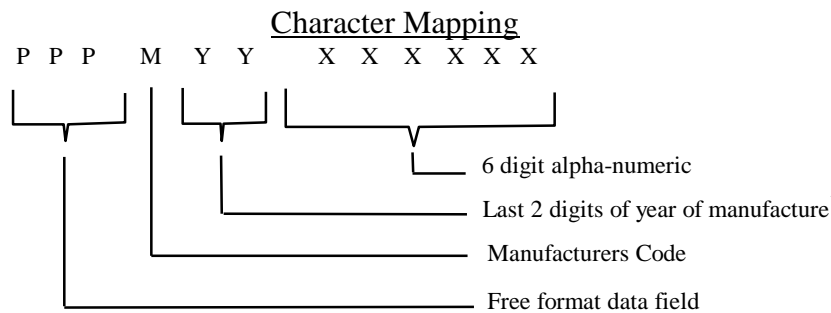 Character Mapping
P P P M Y Y X X X X X X
6 digit alpha-numeric
Last 2 digits of year of manufacture
Manufacturers Code
Free format data field